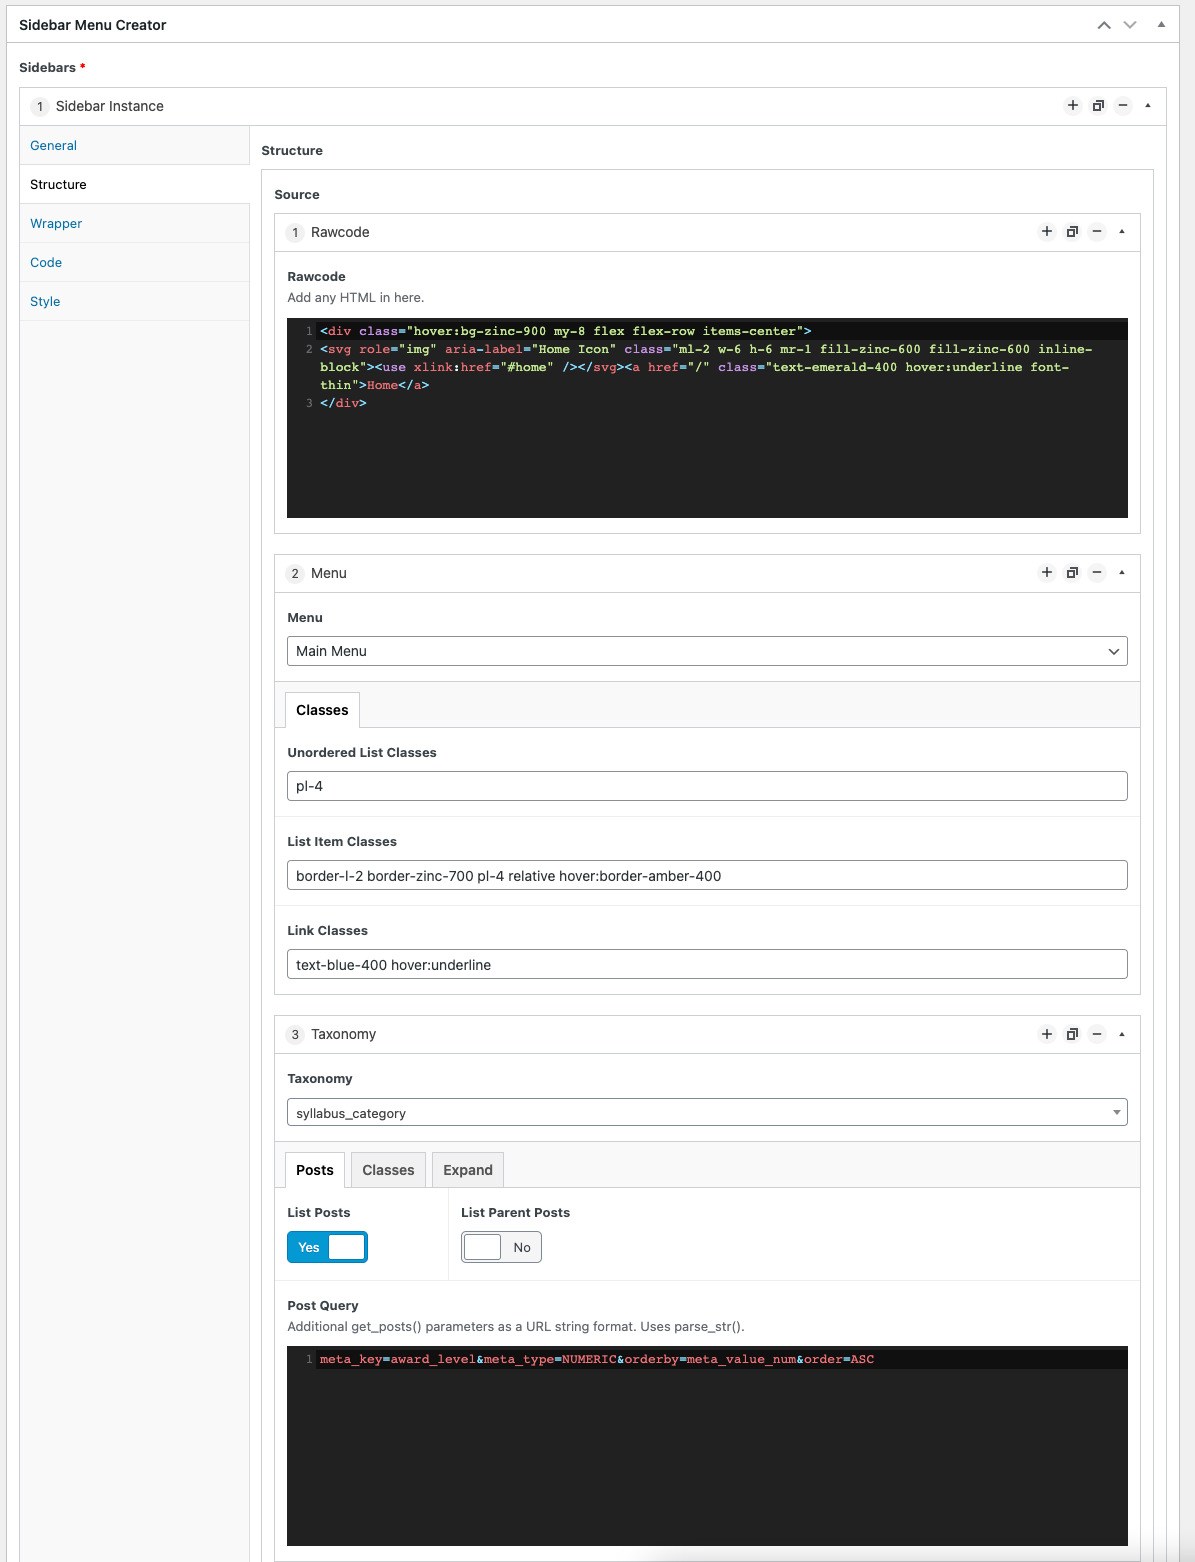 Sidebar Menu Creator
Sidebars *
1 Sidebar Instance
General
Structure
Wrapper
Code
Style
Structure
Source
1 Rawcode
Rawcode
Add any HTML in here.
1 <div class="hover:bg-zinc-900 my-8 flex flex-row items-center">
2 <svg role="img" aria-label="Home Icon" class="ml-2 w-6 h-6 mr-1 fill-zinc-600 fill-zinc-600 inline-
block"><use xlink:href="#home" /></svg><a href="/" class="text-emerald-400 hover:underline font-
thin">Home</a>
3 </div>
2 Menu
Menu
Main Menu
Classes
Unordered List Classes
pl-4
List Item Classes
border-l-2 border-zinc-700 pl-4 relative hover:border-amber-400
Link Classes
text-blue-400 hover:underline
3 Taxonomy
Taxonomy
syllabus_category
Posts Classes Expand
List Posts List Parent Posts
Yes No
Post Query
Additional get_posts() parameters as a URL string format. Uses parse_str().
1 meta_key=award_level&meta_type=NUMERIC&orderby=meta_value_num&order=ASC